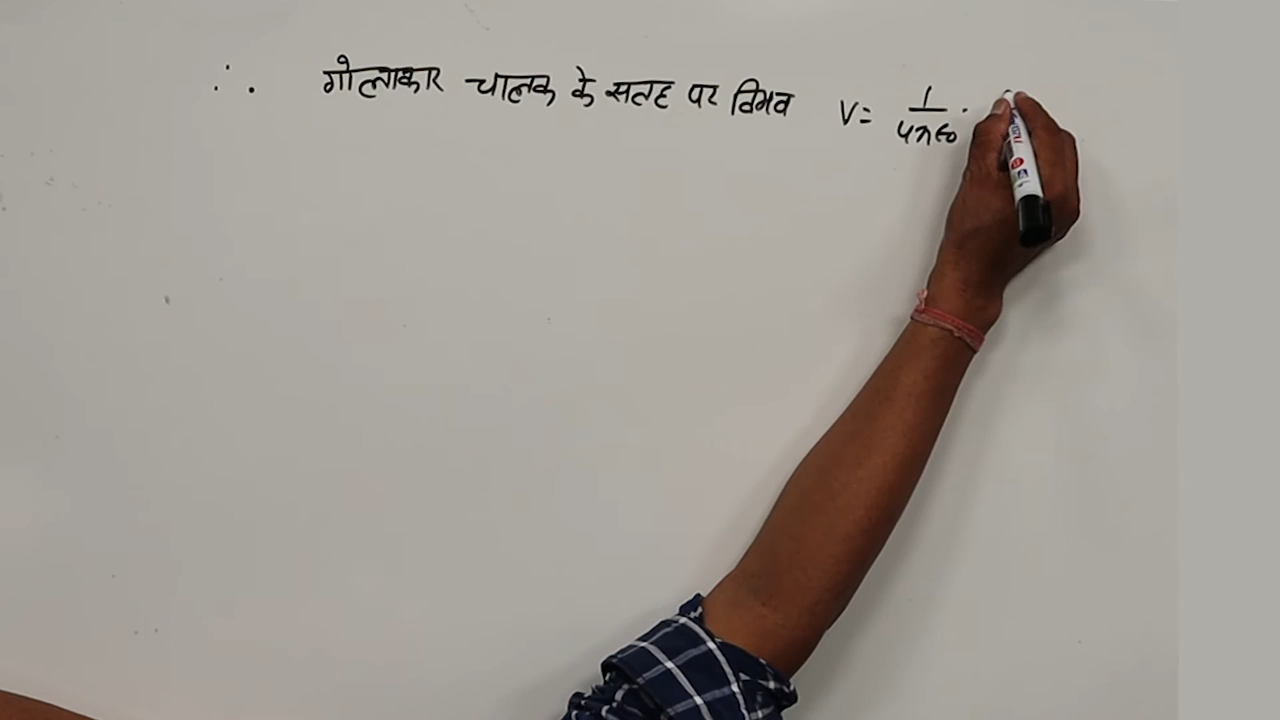 ∴ गोलाकार चालक के सतह पर विभव V = 1/4πϵ0 ·